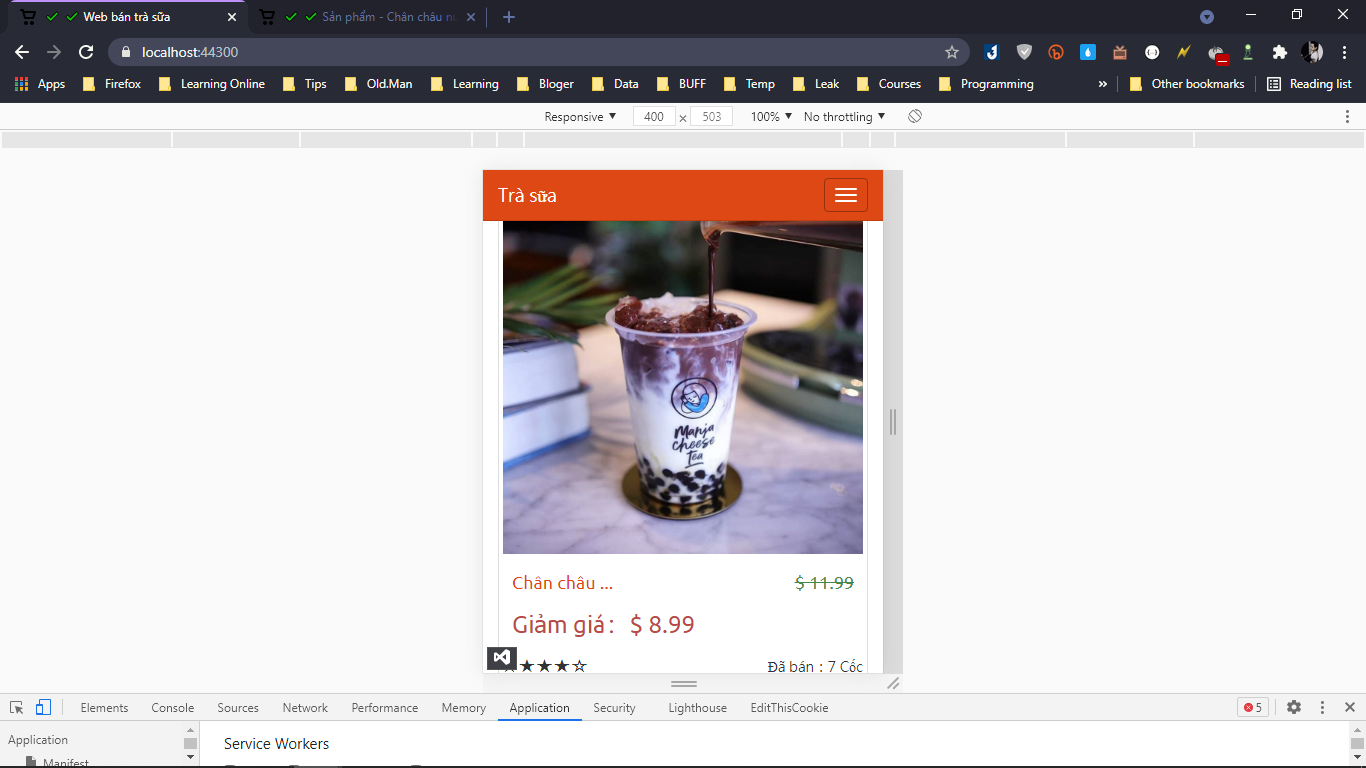 Web bán trà sữa
Sản phẩm - Chân châu nư
localhost:44300
Apps Firefox Learning Online Tips Old.Man Learning Bloger Data BUFF Temp Leak Courses Programming » Other bookmarks Reading list
Responsive 400 × 503 100% No throttling
Trà sữa
Manja
cheese
tea
Chân châu ... $ 11.99
Giảm giá : $ 8.99
★★★☆ Đã bán : 7 Cốc
Elements Console Sources Network Performance Memory Application Security Lighthouse EditThisCookie 5
Application
Service Workers
Manifest